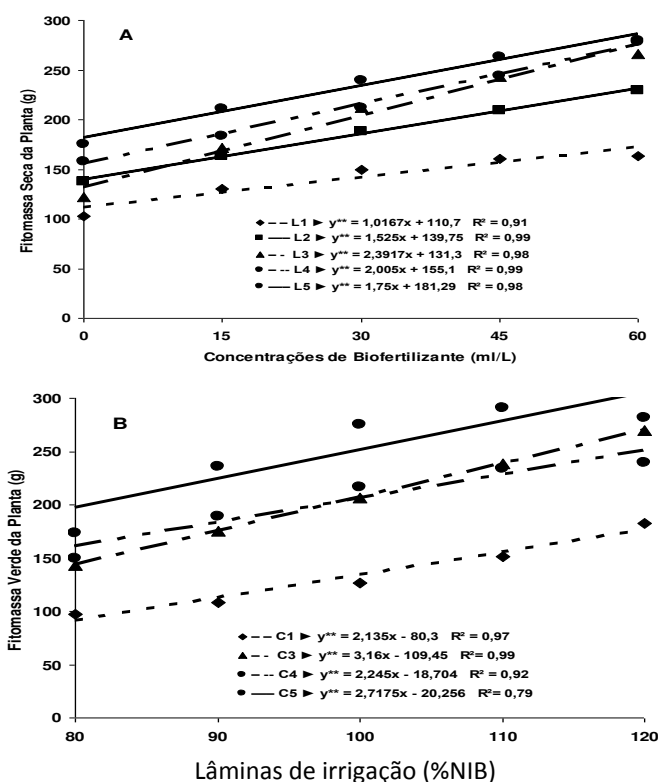 300
A
250
200
150
100
50
0
Fitomassa Seca da Planta (g)
L1 ► y** = 1,0167x + 110,7 R² = 0,91
L2 ► y** = 1,525x + 139,75 R² = 0,99
L3 ► y** = 2,3917x + 131,3 R² = 0,98
L4 ► y** = 2,005x + 155,1 R² = 0,99
L5 ► y** = 1,75x + 181,29 R² = 0,98
0 15 30 45 60
Concentrações de Biofertilizante (ml/L)
300
B
250
200
150
100
50
0
Fitomassa Verde da Planta (g)
C1 ► y** = 2,135x - 80,3 R² = 0,97
C3 ► y** = 3,16x - 109,45 R² = 0,99
C4 ► y** = 2,245x - 18,704 R² = 0,92
C5 ► y** = 2,7175x - 20,256 R²= 0,79
80 90 100 110 120
Lâminas de irrigação (%NIB)